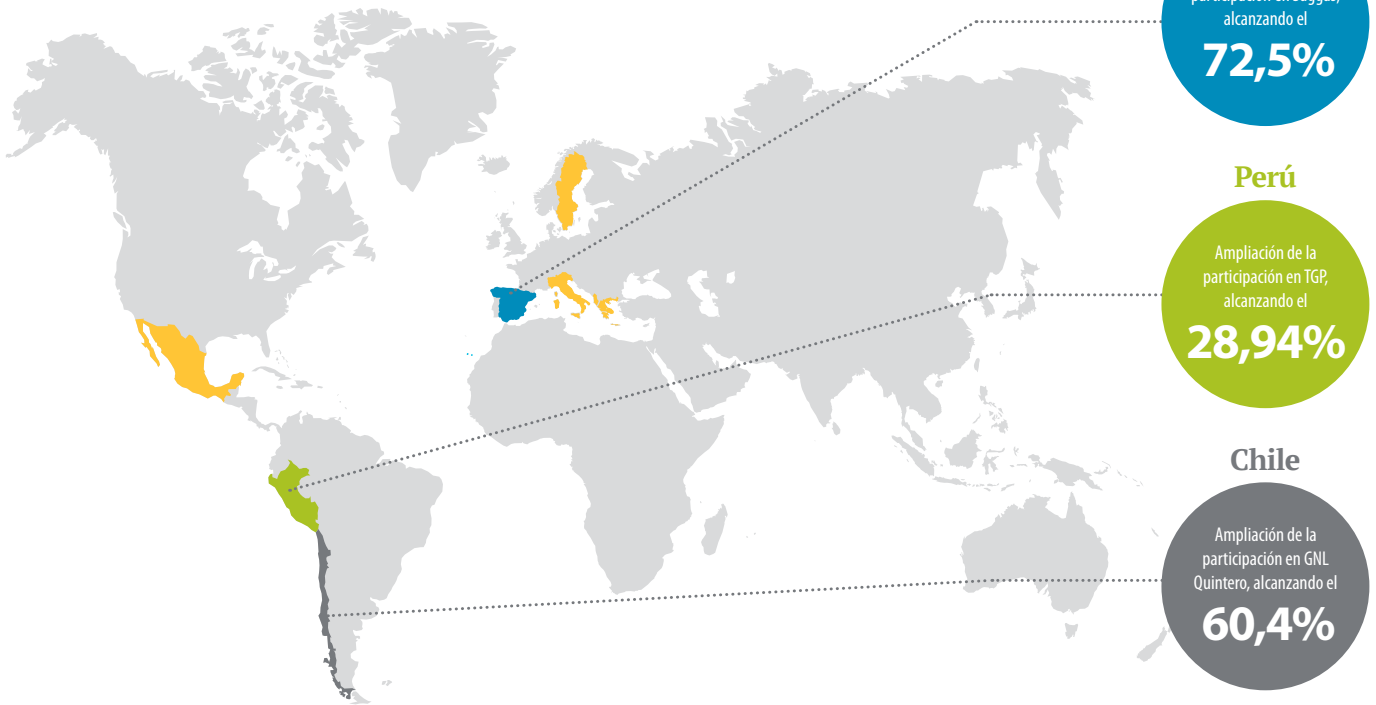 alcanzando el
72,5%
Perú
Ampliación de la
participación en TGP,
alcanzando el
28,94%
Chile
Ampliación de la
participación en GNL
Quintero, alcanzando el
60,4%